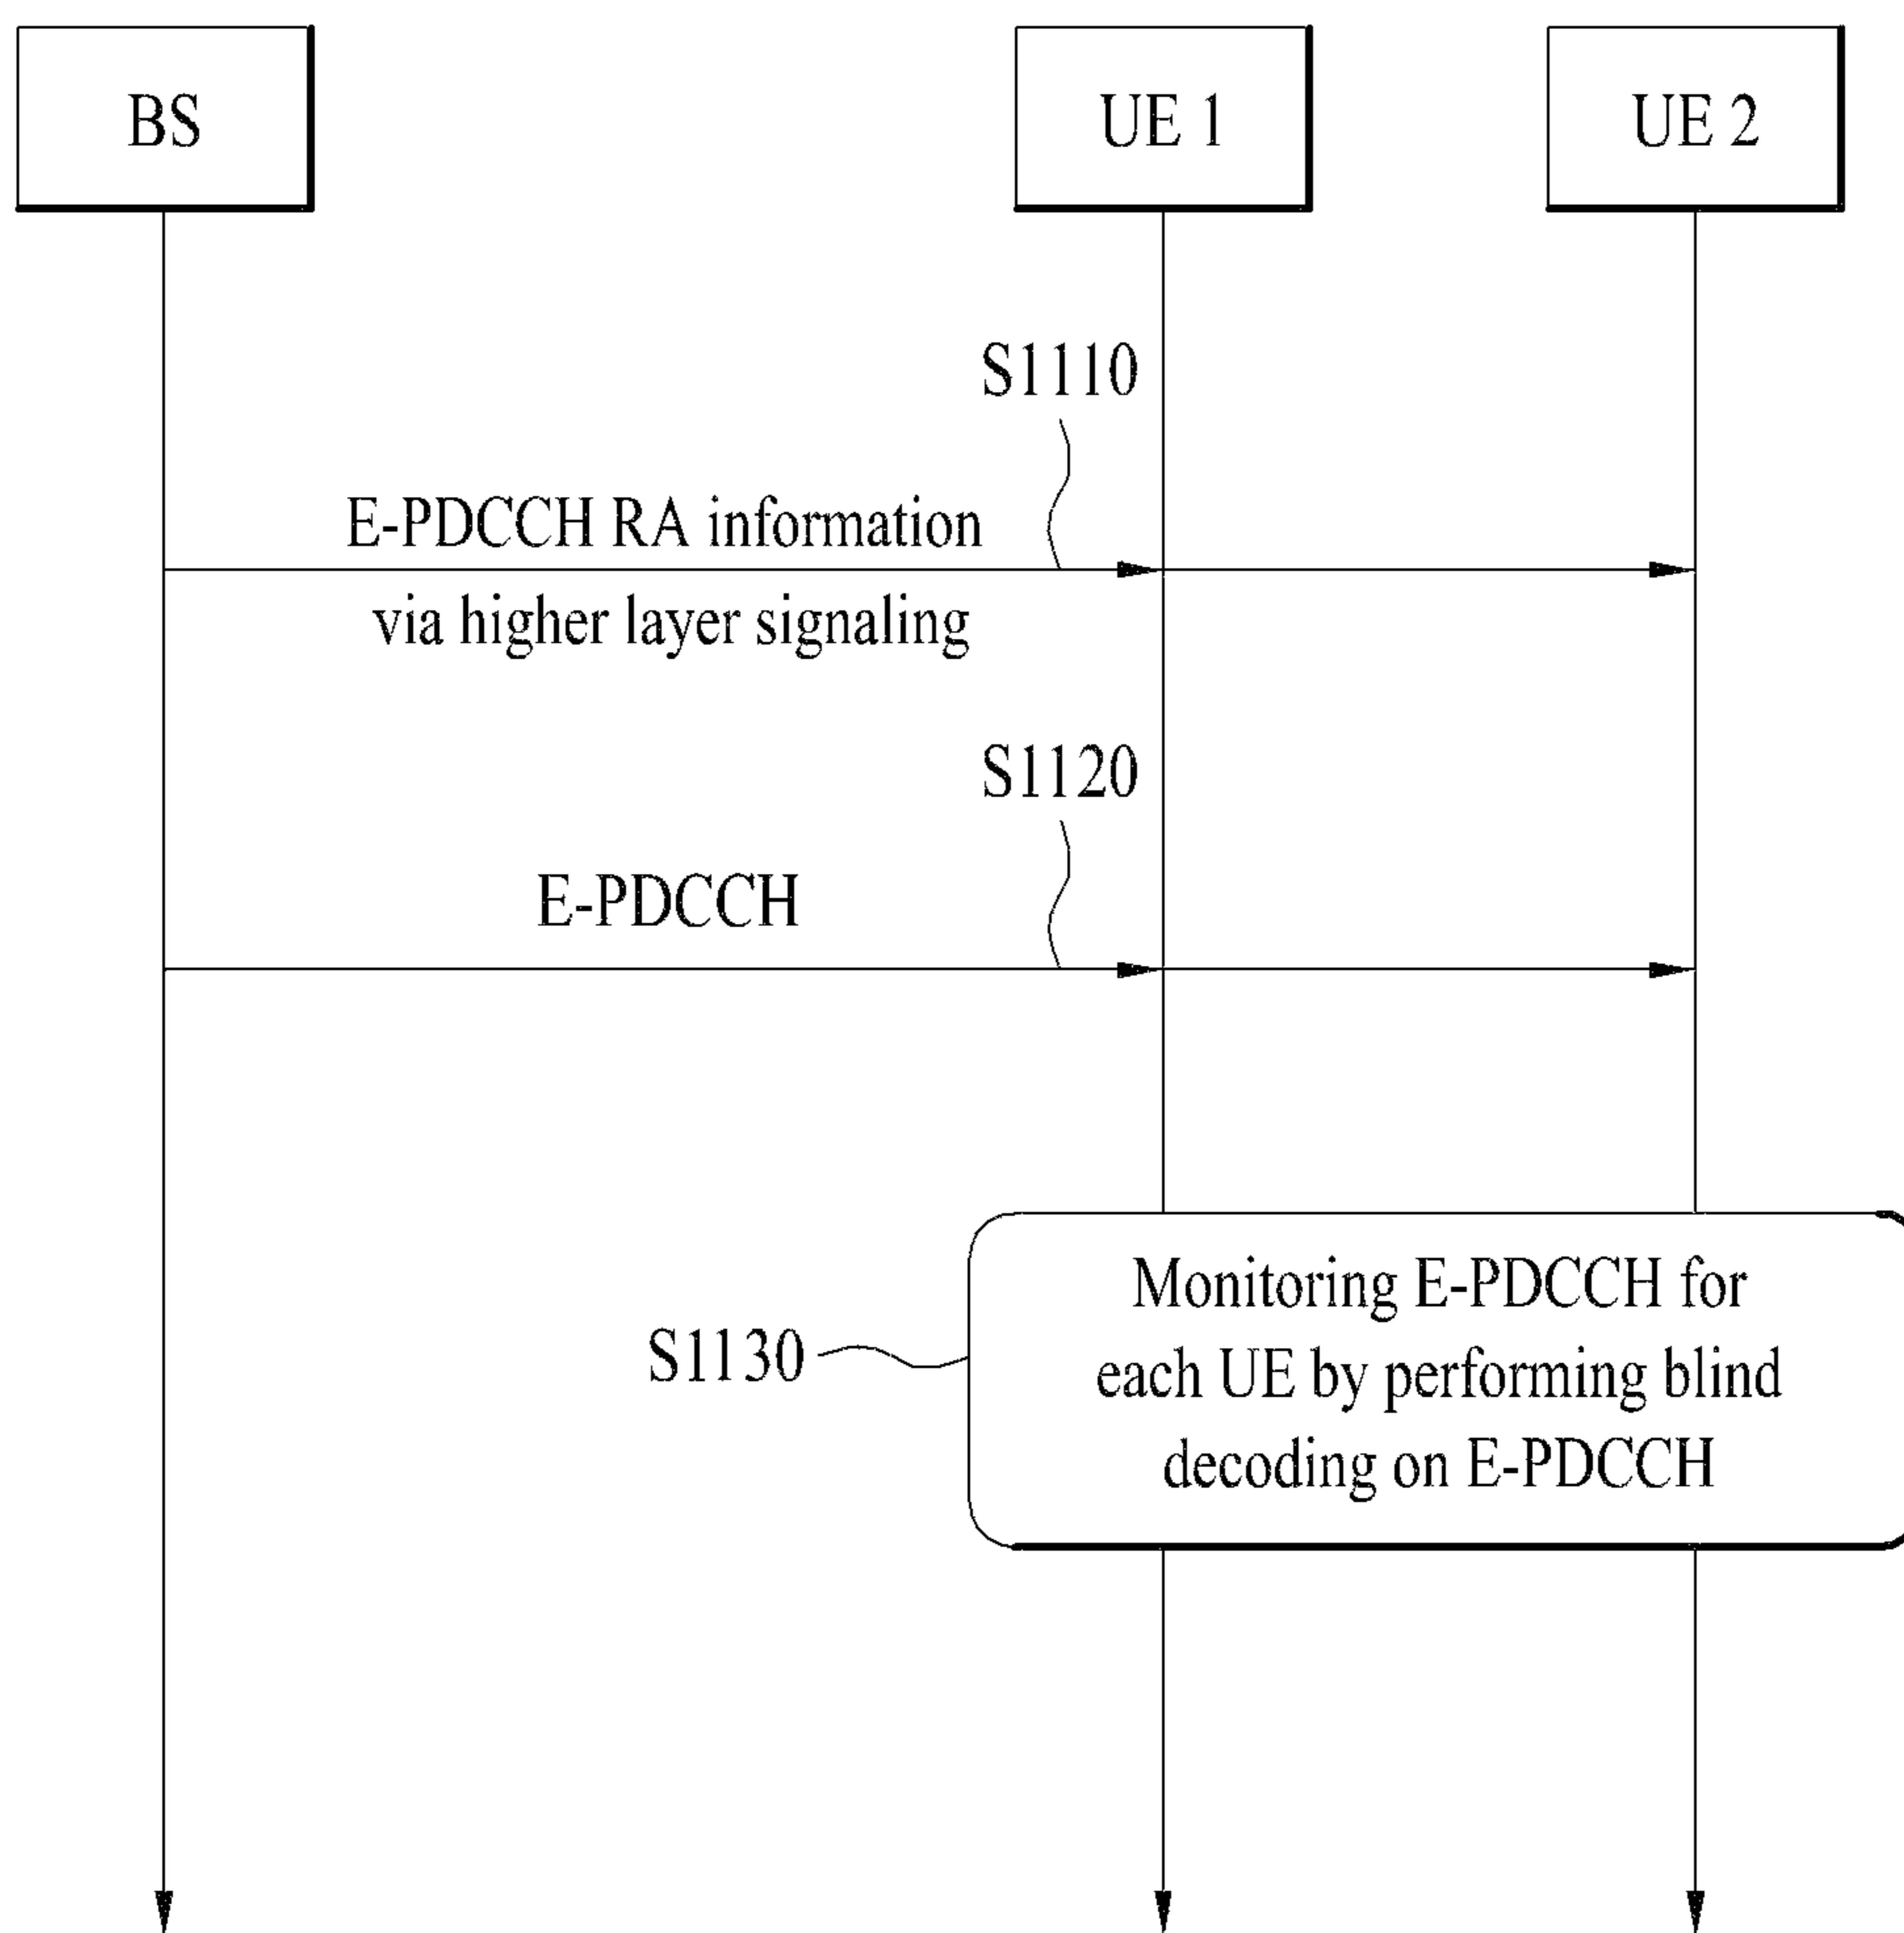 BS
UE 1
UE 2
S1110
E-PDCCH RA information
via higher layer signaling
S1120
E-PDCCH
Monitoring E-PDCCH for
each UE by performing blind
decoding on E-PDCCH
S1130